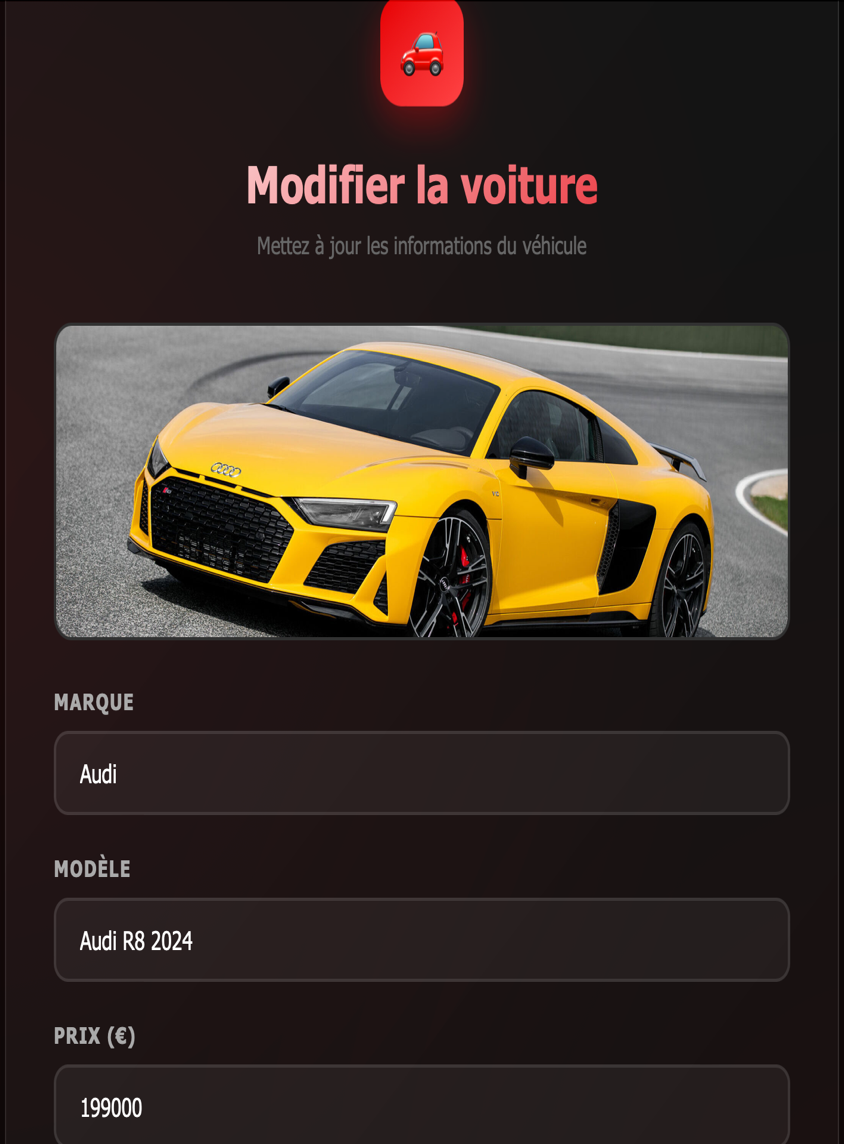 Modifier la voiture
Mettez à jour les informations du véhicule
MARQUE
Audi
MODÈLE
Audi R8 2024
PRIX (€)
199000